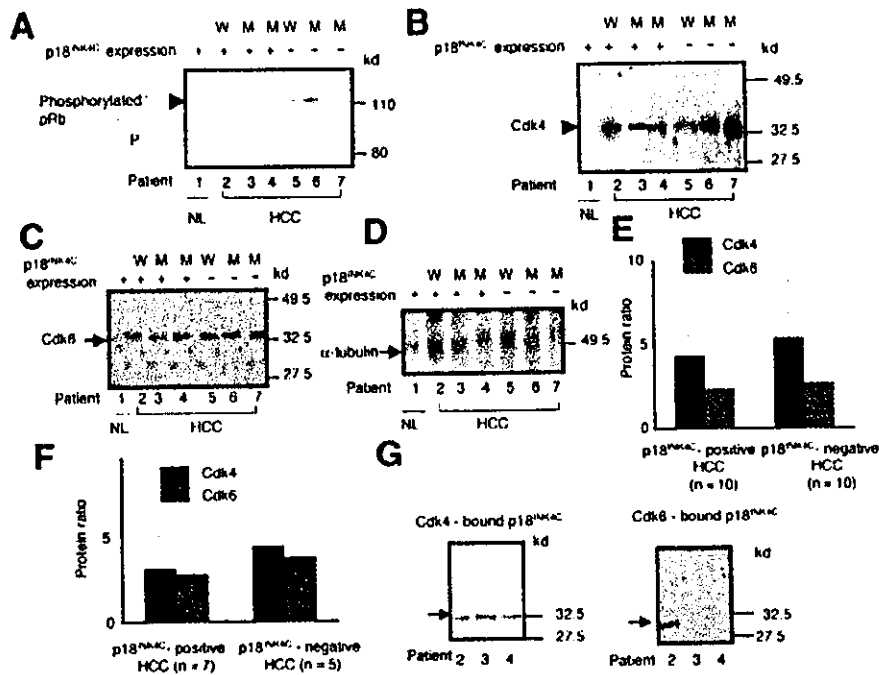 A
W M M W M M
p18INK4C expression + + + + - - -
kd
Phosphorylated pRb
110
P
80
Patient 1 2 3 4 5 6 7
NL HCC
B
W M M W M M
p18INK4C expression + + + + - - -
kd
49.5
Cdk4
32 5
27.5
Patient 1 2 3 4 5 6 7
NL HCC
C
W M M W M M
p18INK4C expression + + + + - - -
kd
49 5
Cdk6
32.5
27 5
Patient 1 2 3 4 5 6 7
NL HCC
D
W M M W M M
p18INK4C expression + + + + - - -
kd
α-tubulin
49.5
Patient 1 2 3 4 5 6 7
NL HCC
E
Cdk4
Cdk6
10
5
0
Protein ratio
p18INK4C - positive HCC (n = 10)
p18INK4C - negative HCC (n = 10)
F
Cdk4
Cdk6
5
0
Protein ratio
p18INK4C - positive HCC (n = 7)
p18INK4C - negative HCC (n = 5)
G
Cdk4 - bound p18INK4C
kd
32.5
27.5
Patient 2 3 4
Cdk6 - bound p18INK4C
kd
32.5
27 5
Patient 2 3 4